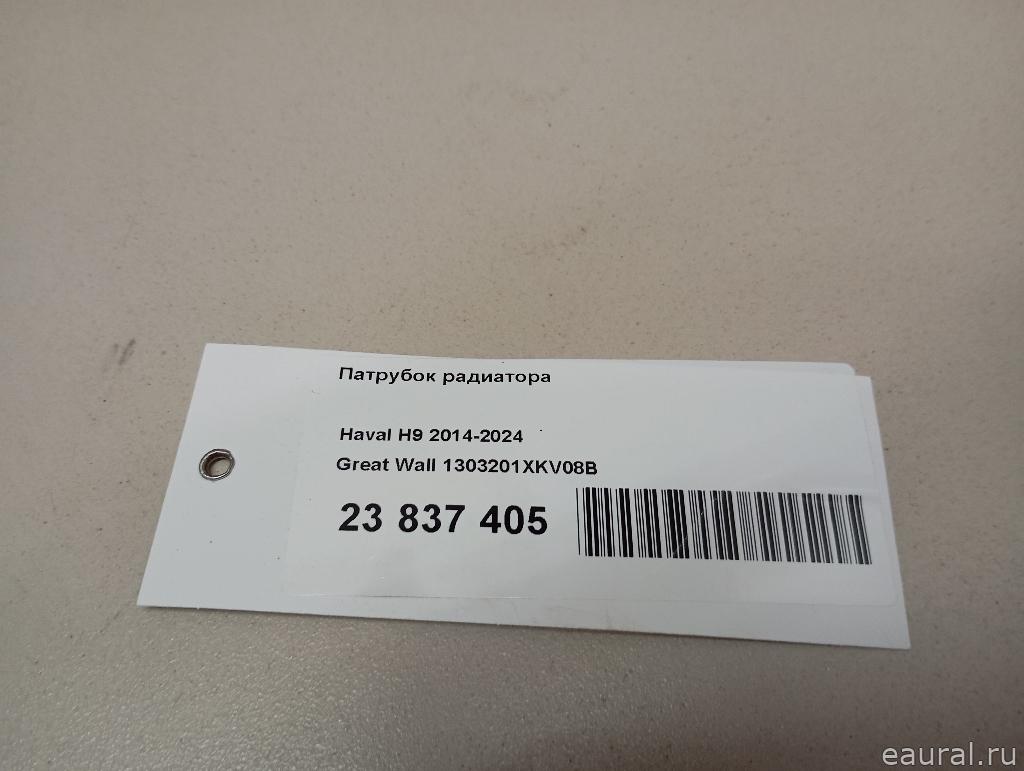 Патрубок радиатора
Haval H9 2014-2024
Great Wall 1303201XKV08B
23 837 405
eaural.ru